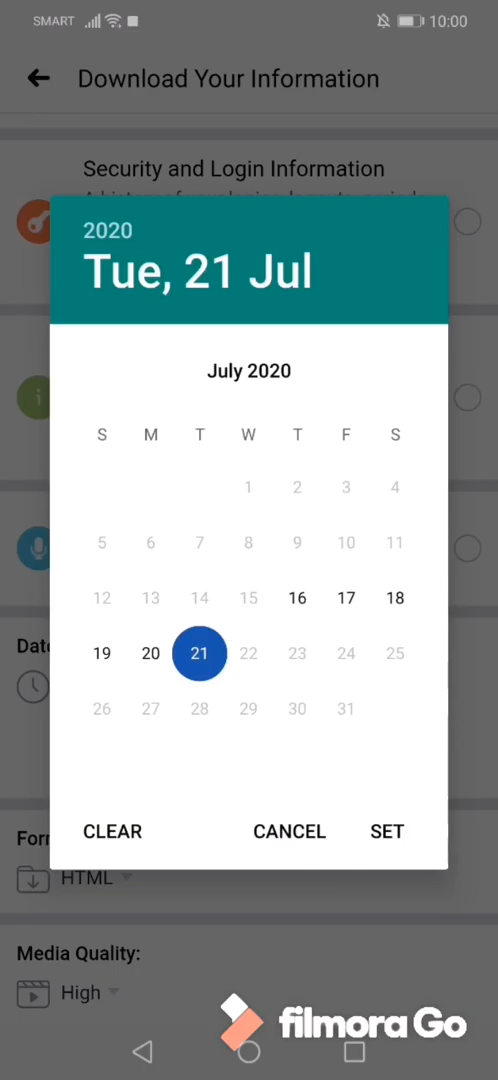 SMART 10:00
Download Your Information
Security and Login Information
2020
Tue, 21 Jul
July 2020
S M T W T F S
1 2 3 4
5 6 7 8 9 10 11
12 13 14 15 16 17 18
19 20 21 22 23 24 25
26 27 28 29 30 31
CLEAR CANCEL SET
HTML
Media Quality:
High
filmora Go